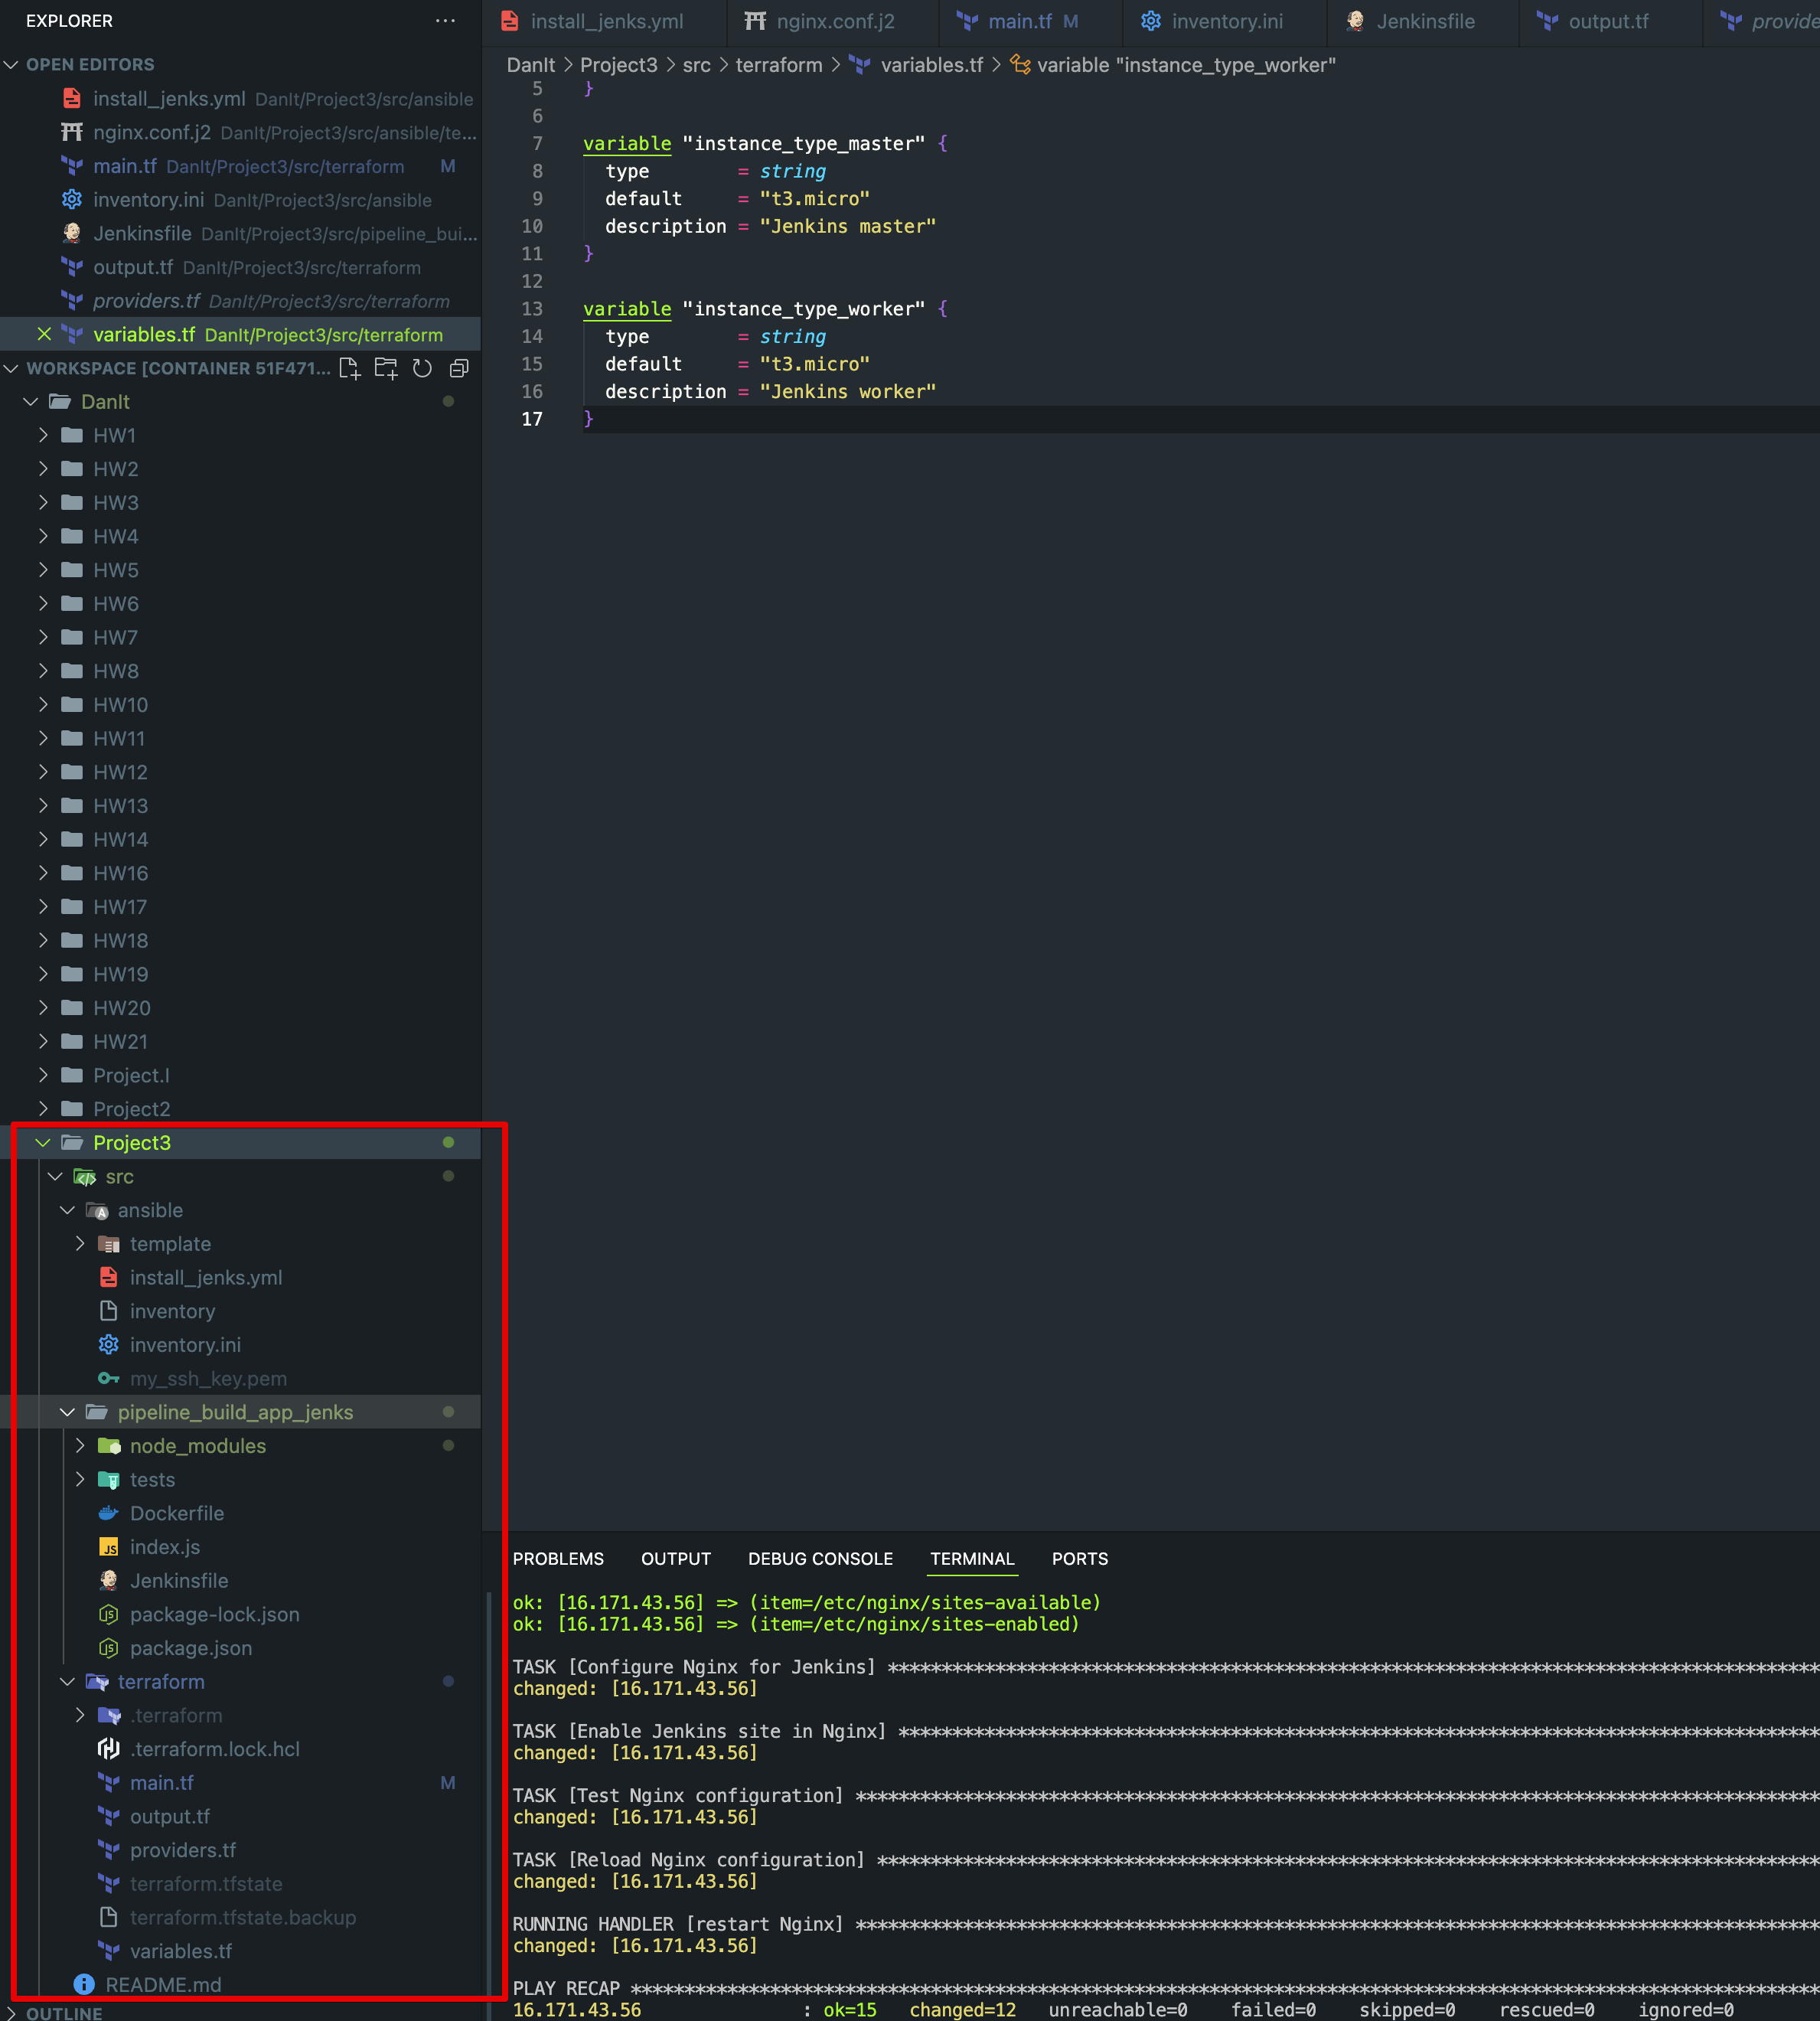 EXPLORER
OPEN EDITORS
install_jenks.yml DanIt/Project3/src/ansible
nginx.conf.j2 DanIt/Project3/src/ansible/te...
main.tf DanIt/Project3/src/terraform M
inventory.ini DanIt/Project3/src/ansible
Jenkinsfile DanIt/Project3/src/pipeline_bui...
output.tf DanIt/Project3/src/terraform
providers.tf DanIt/Project3/src/terraform
variables.tf DanIt/Project3/src/terraform
WORKSPACE [CONTAINER 51F471...
DanIt
HW1
HW2
HW3
HW4
HW5
HW6
HW7
HW8
HW10
HW11
HW12
HW13
HW14
HW16
HW17
HW18
HW19
HW20
HW21
Project.I
Project2
Project3
src
ansible
template
install_jenks.yml
inventory
inventory.ini
my_ssh_key.pem
pipeline_build_app_jenks
node_modules
tests
Dockerfile
index.js
Jenkinsfile
package-lock.json
package.json
terraform
.terraform
.terraform.lock.hcl
main.tf M
output.tf
providers.tf
terraform.tfstate
terraform.tfstate.backup
variables.tf
README.md
OUTLINE
install_jenks.yml nginx.conf.j2 main.tf M inventory.ini Jenkinsfile output.tf provide
DanIt > Project3 > src > terraform > variables.tf > variable "instance_type_worker"
5 }
6
7 variable "instance_type_master" {
8 type = string
9 default = "t3.micro"
10 description = "Jenkins master"
11 }
12
13 variable "instance_type_worker" {
14 type = string
15 default = "t3.micro"
16 description = "Jenkins worker"
17 }
PROBLEMS OUTPUT DEBUG CONSOLE TERMINAL PORTS
ok: [16.171.43.56] => (item=/etc/nginx/sites-available)
ok: [16.171.43.56] => (item=/etc/nginx/sites-enabled)
TASK [Configure Nginx for Jenkins] ****************************************
changed: [16.171.43.56]
TASK [Enable Jenkins site in Nginx] ****************************************
changed: [16.171.43.56]
TASK [Test Nginx configuration] ****************************************
changed: [16.171.43.56]
TASK [Reload Nginx configuration] ****************************************
changed: [16.171.43.56]
RUNNING HANDLER [restart Nginx] ****************************************
changed: [16.171.43.56]
PLAY RECAP ****************************************
16.171.43.56 : ok=15 changed=12 unreachable=0 failed=0 skipped=0 rescued=0 ignored=0